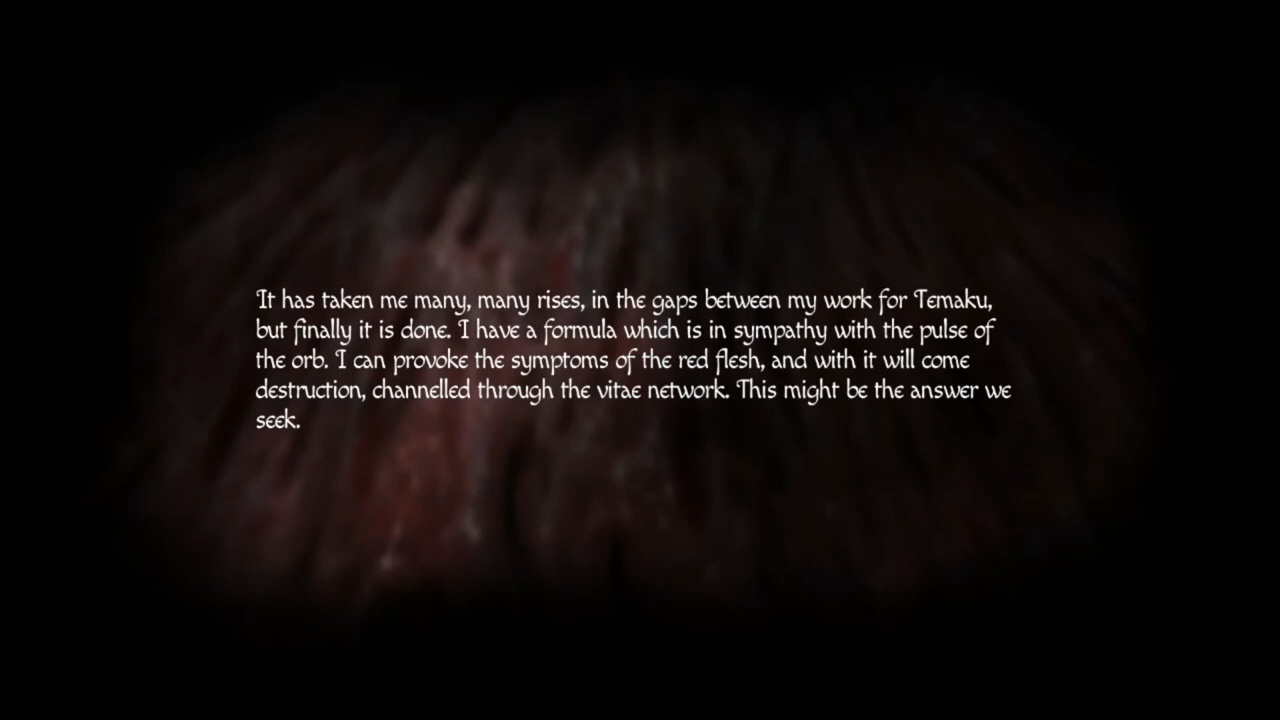 It has taken me many, many rises, in the gaps between my work for Temaku,
but finally it is done. I have a formula which is in sympathy with the pulse of
the orb. I can provoke the symptoms of the red flesh, and with it will come
destruction, channelled through the vitae network. This might be the answer we
seek.